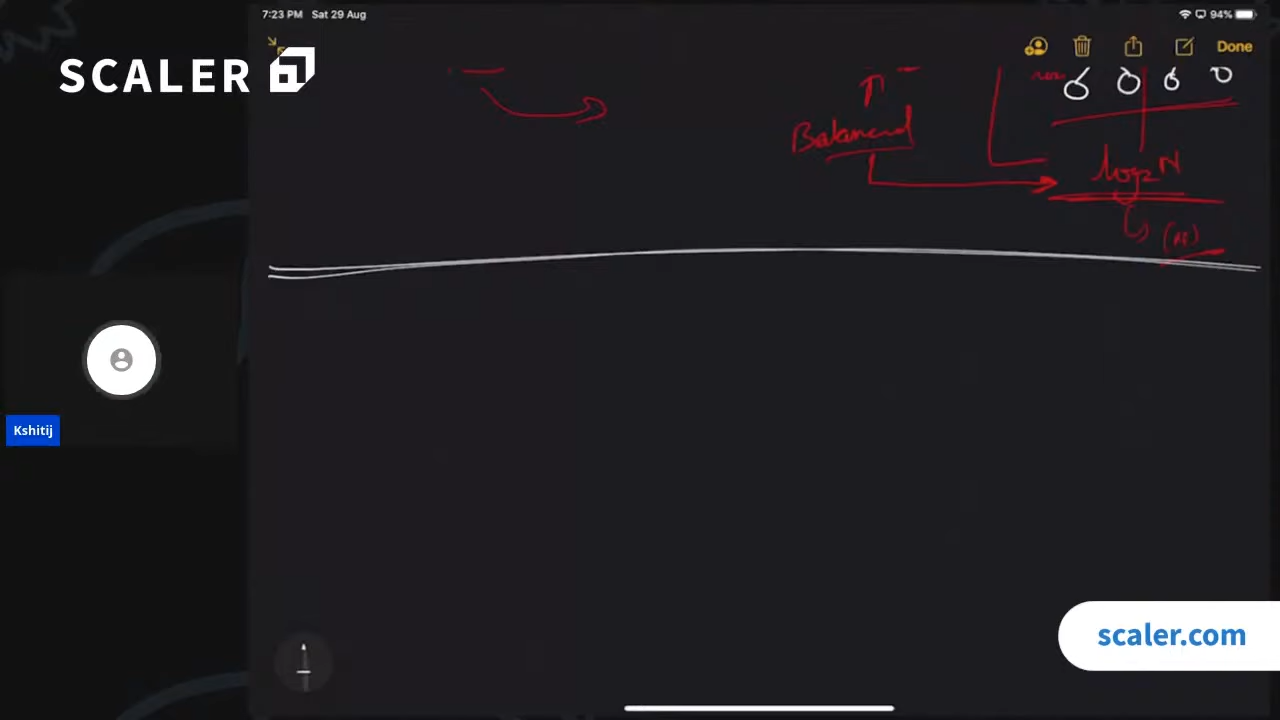 7:23 PM Sat 29 Aug
94%
SCALER
Done
Balanced
log₂N
(N)
Kshitij
scaler.com